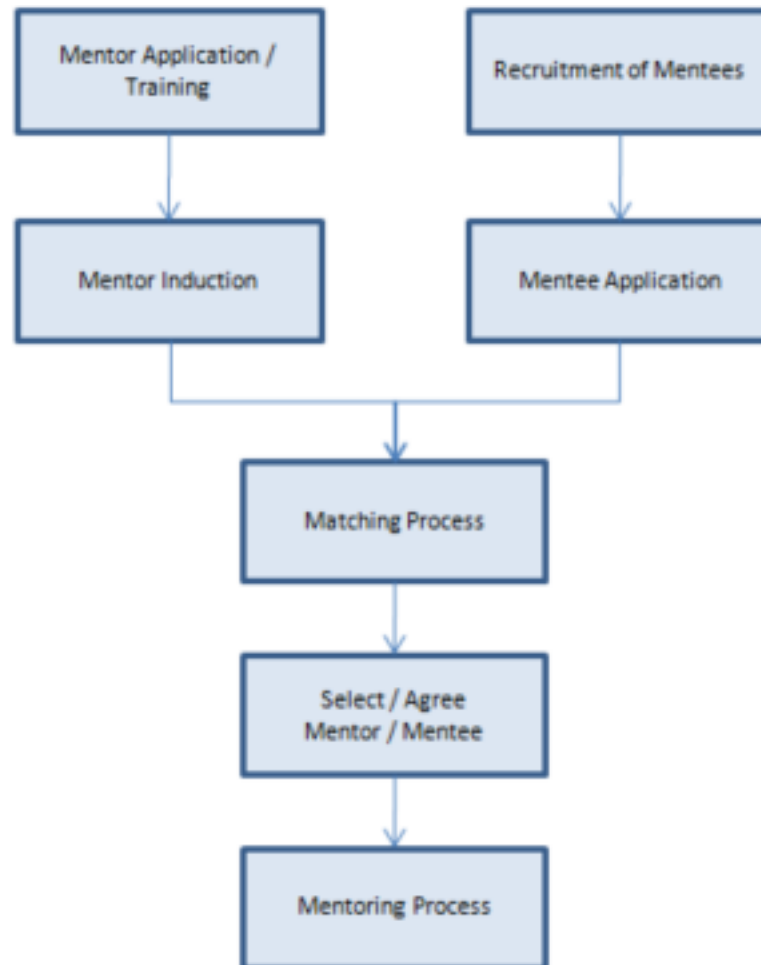 Mentor Application /
Training
Recruitment of Mentees
Mentor Induction
Mentee Application
Matching Process
Select / Agree
Mentor / Mentee
Mentoring Process